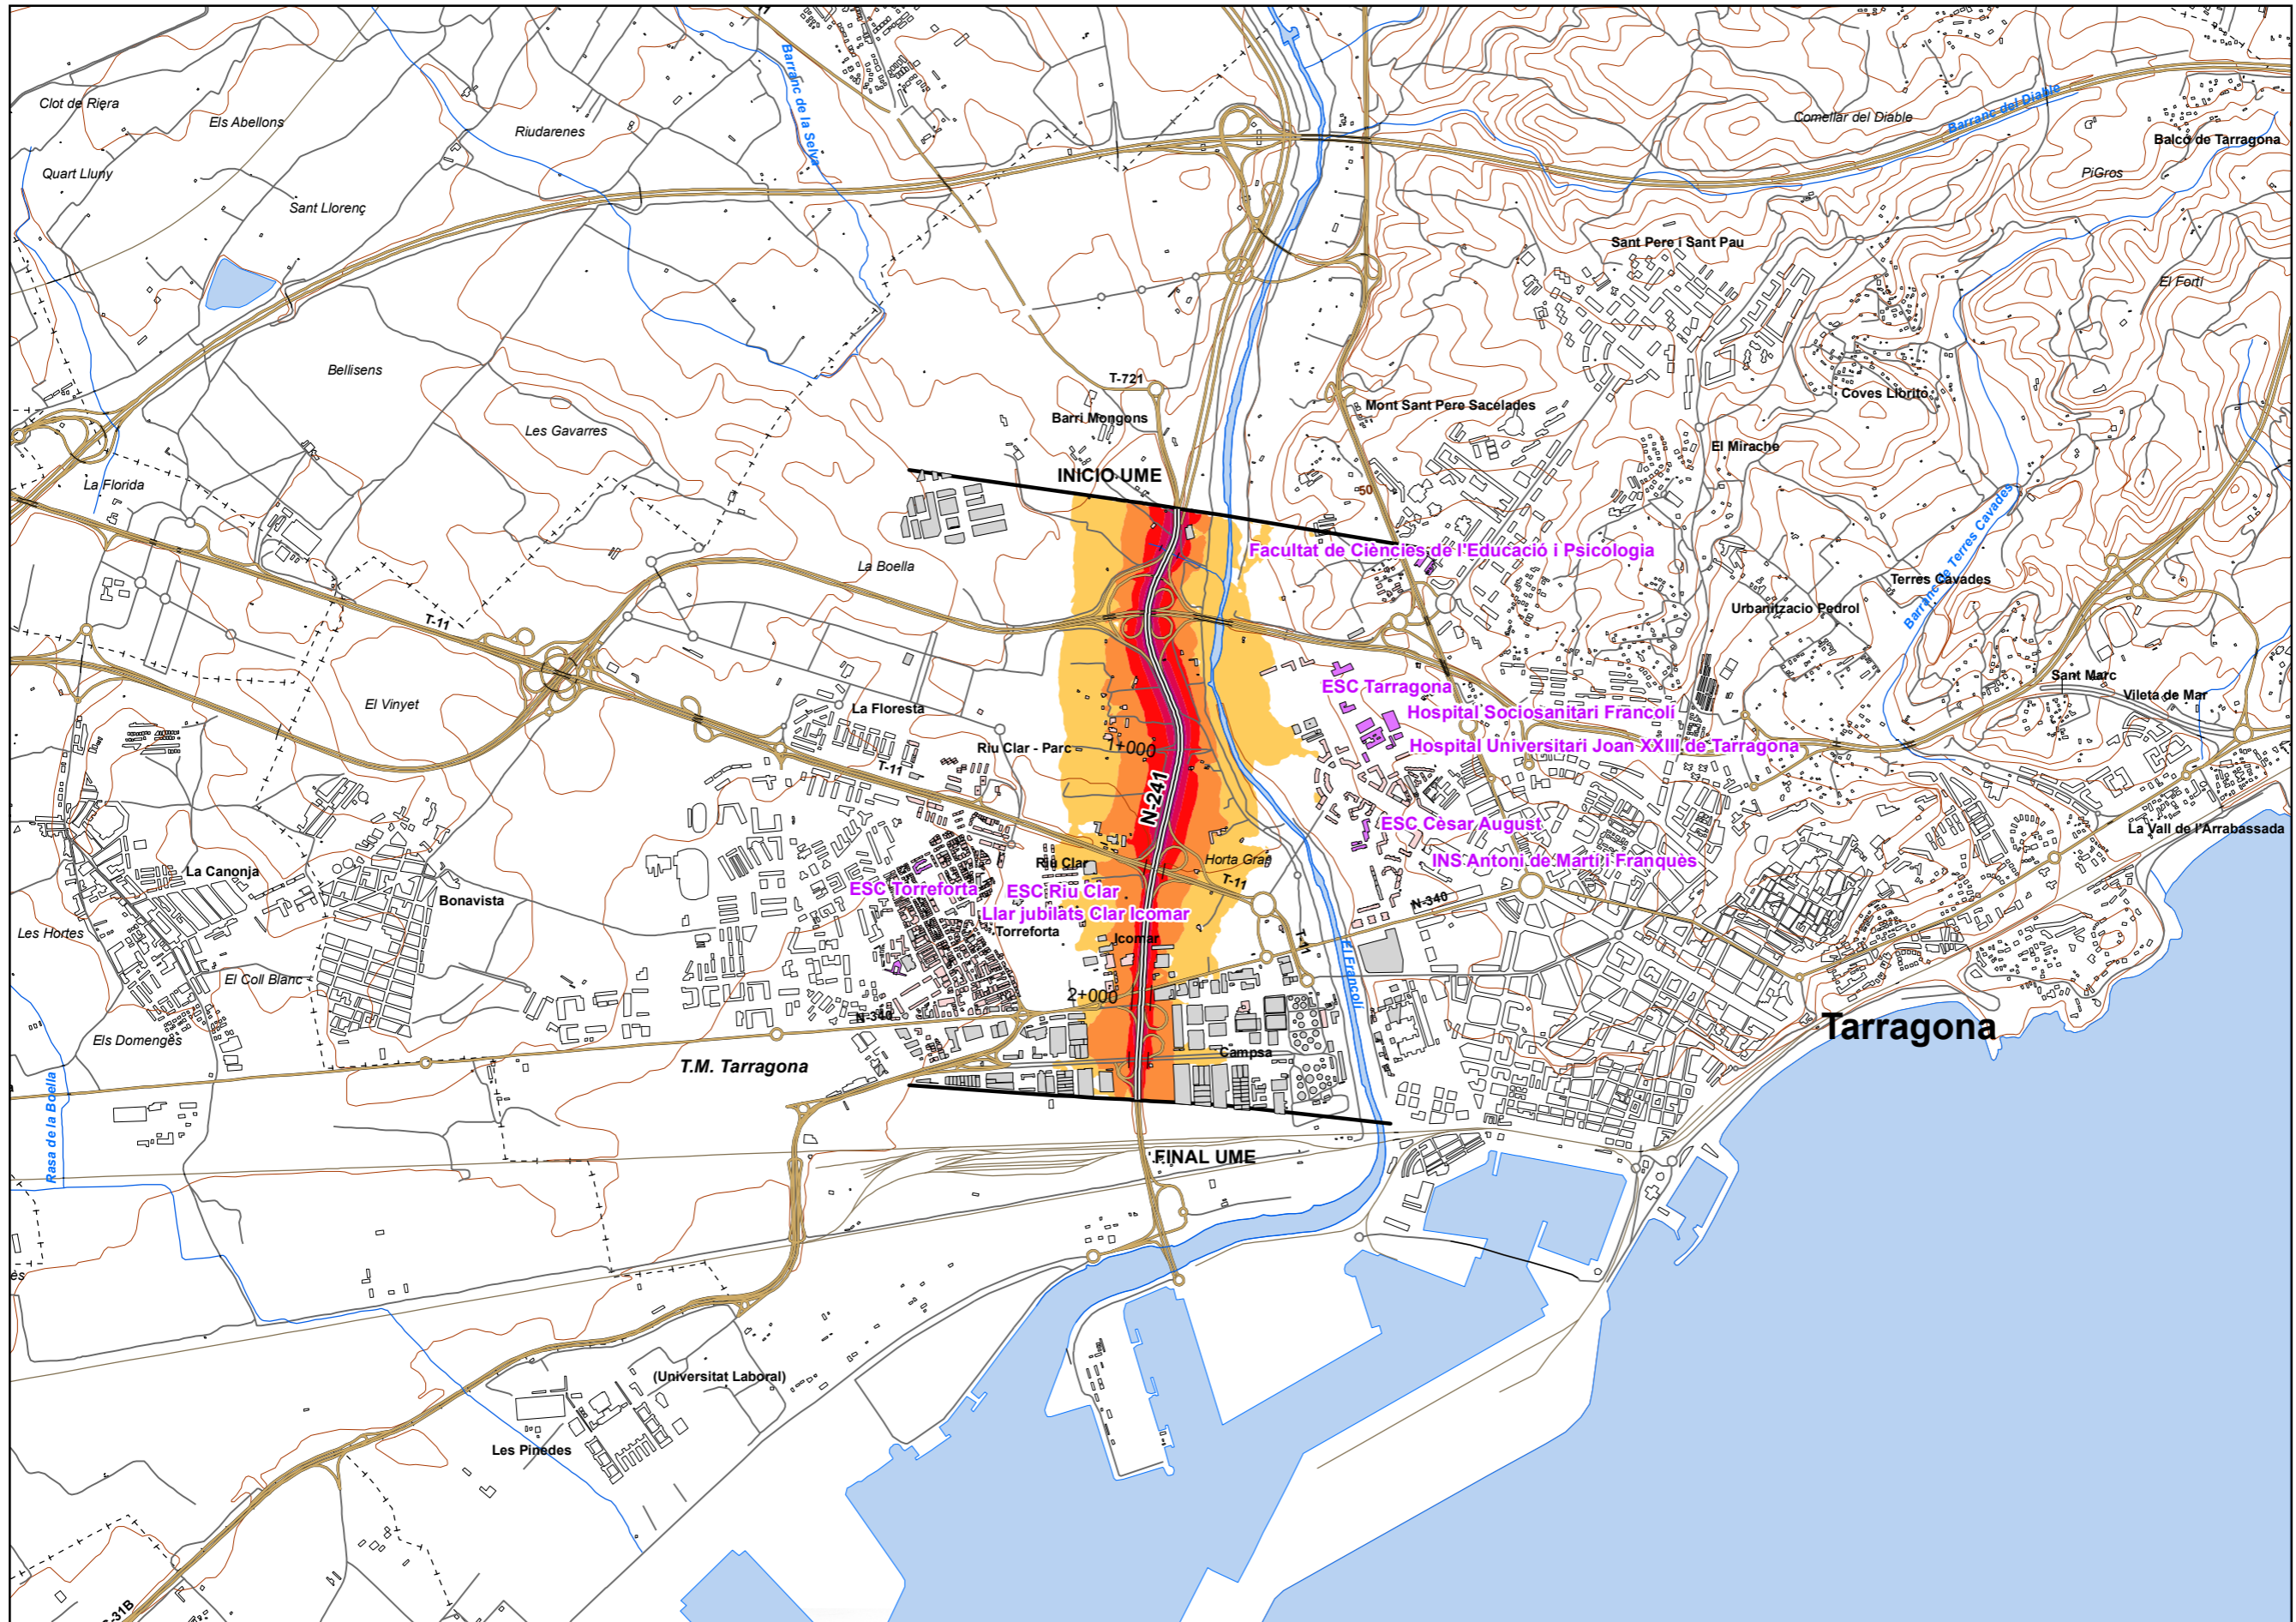 Clot de Riera
Els Abellons
Riudarenes
Barranc de la Selva
Comellar del Diable
Barranc del Diable
Balcó de Tarragona
Quart Lluny
PiGros
Sant Llorenç
Sant Pere i Sant Pau
El Fortí
Bellisens
T-721
Barri Mongons
Mont Sant Pere Sacelades
Coves Llorito
Les Gavarres
El Mirache
La Florida
INICIO UME
50
Facultat de Ciències de l'Educació i Psicologia
La Boella
Terres Cavades
Barranc de Terres Cavades
Urbanització Pedrol
T-11
ESC Tarragona
Sant Marc
Vileta de Mar
El Vinyet
La Floresta
Hospital Sociosanitari Francolí
Riu Clar - Parc
1+000
Hospital Universitari Joan XXIII de Tarragona
T-11
N-241
ESC Cèsar August
La Vall de l'Arrabassada
Riu Clar
Horta Gran
INS Antoni de Martí i Franquès
La Canonja
T-11
ESC Torreforta
ESC Riu Clar
Bonavista
N-340
Llar jubilats Clar Icomar
Les Hortes
Torreforta
Icomar
T-11
El Francolí
El Coll Blanc
2+000
N-340
Tarragona
Els Domenges
Campsa
T.M. Tarragona
Rasa de la Boella
FINAL UME
ès
(Universitat Laboral)
Les Pinedes